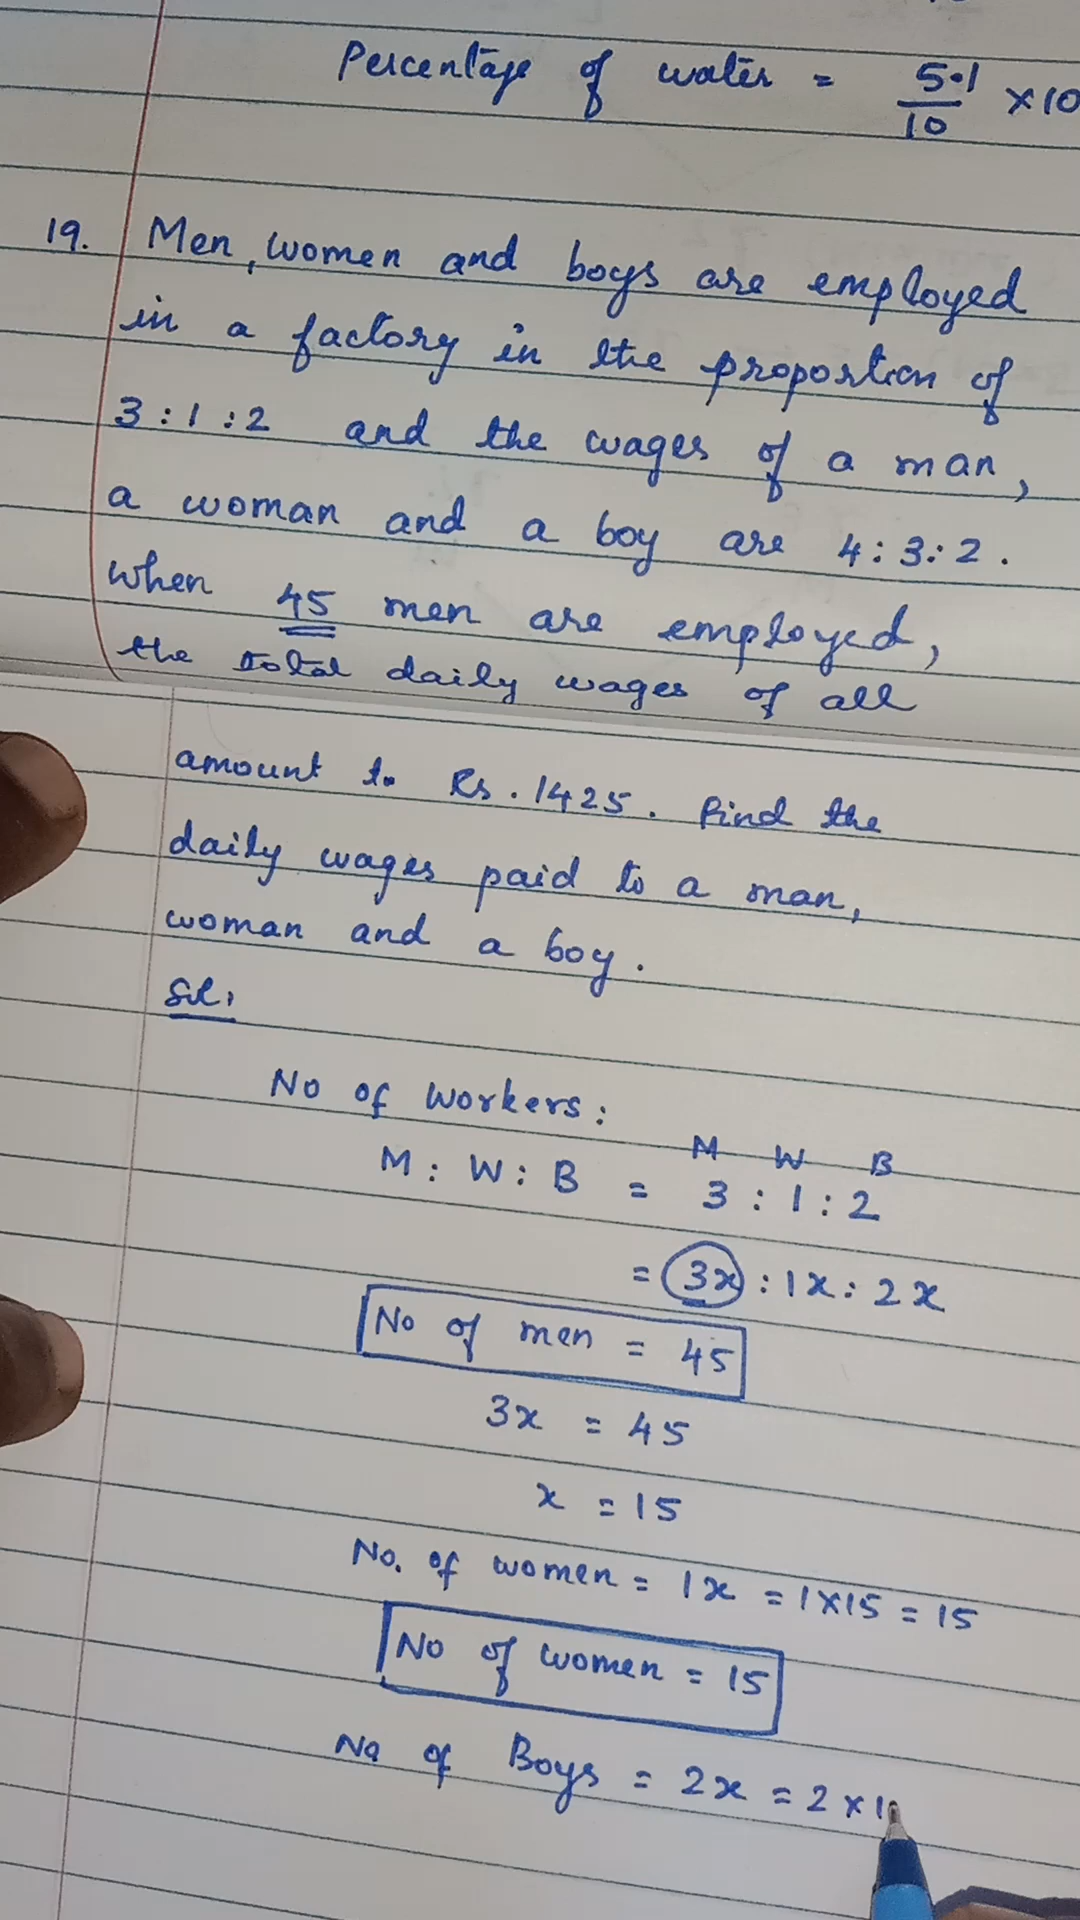 Percentage of water = 5.1/10 ×10
19. Men, women and boys are employed
in a factory in the proportion of
3:1:2 and the wages of a man,
a woman and a boy are 4:3:2.
when 45 men are employed,
the total daily wages of all
amount to Rs. 1425. Find the
daily wages paid to a man,
woman and a boy.
Sol,
No of workers:
M W B
M : W : B = 3 : 1 : 2
= 3x : 1x : 2x
No of men = 45
3x = 45
x = 15
No. of women = 1x = 1×15 = 15
No of women = 15
No of Boys = 2x = 2×1